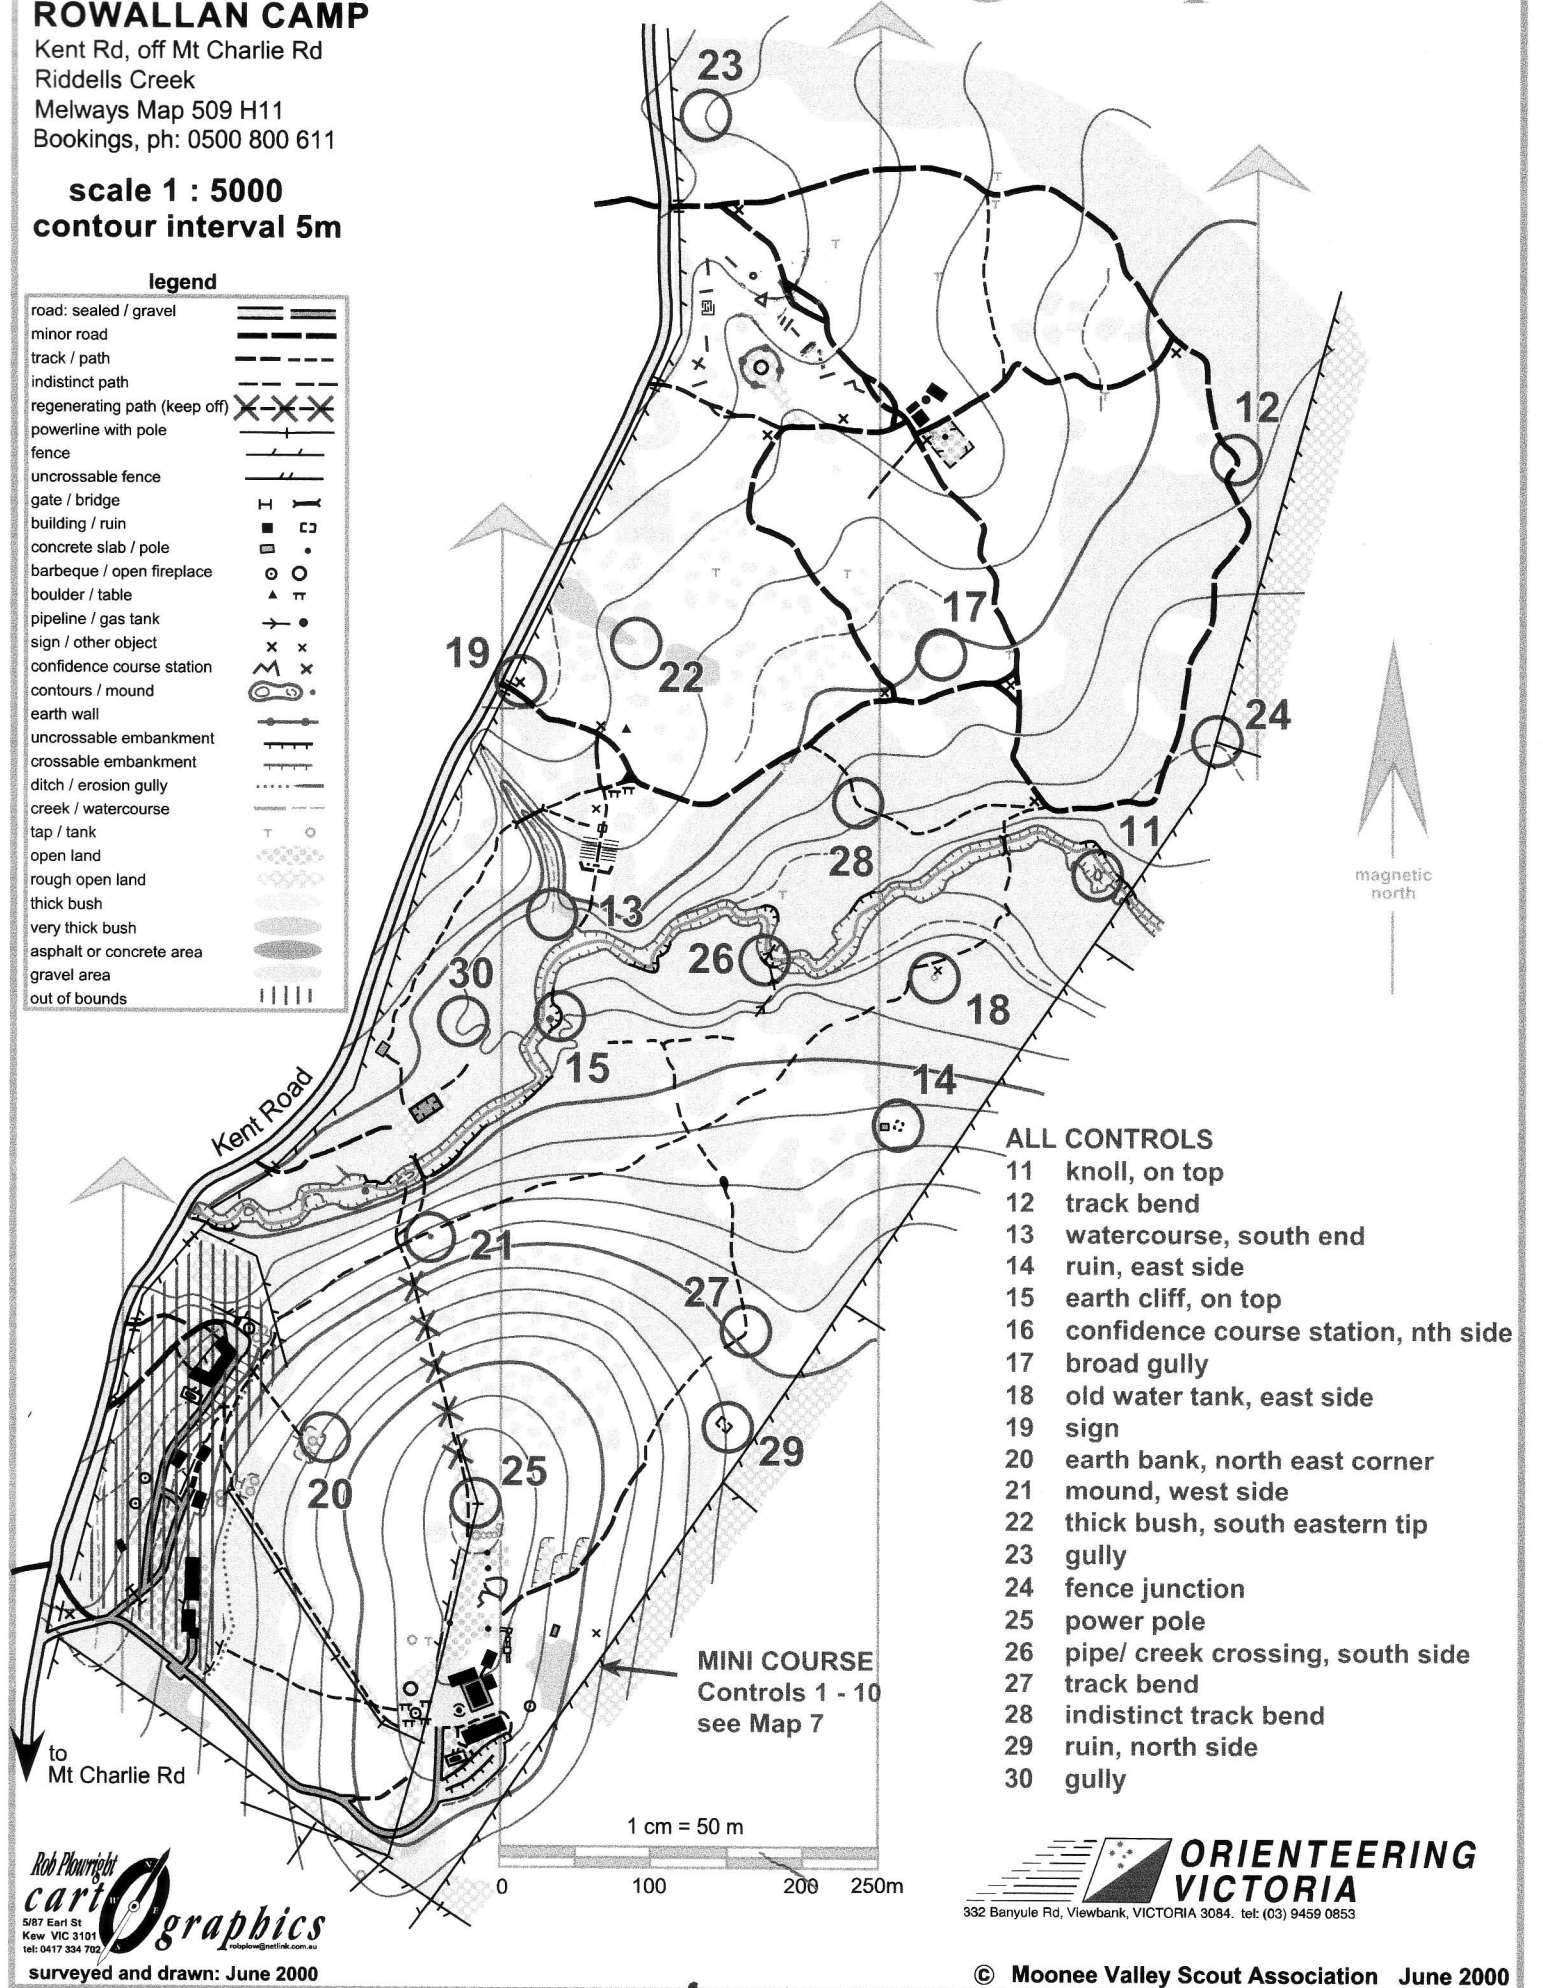 ROWALLAN CAMP
Kent Rd, off Mt Charlie Rd
Riddells Creek
Melways Map 509 H11
Bookings, ph: 0500 800 611
scale 1 : 5000
contour interval 5m
legend
road: sealed / gravel
minor road
track / path
indistinct path
regenerating path (keep off)
powerline with pole
fence
uncrossable fence
gate / bridge
building / ruin
concrete slab / pole
barbeque / open fireplace
boulder / table
pipeline / gas tank
sign / other object
confidence course station
contours / mound
earth wall
uncrossable embankment
crossable embankment
ditch / erosion gully
creek / watercourse
tap / tank
open land
rough open land
thick bush
very thick bush
asphalt or concrete area
gravel area
out of bounds
23
12
17
19
22
24
11
28
13
26
30
18
15
14
21
27
29
25
20
magnetic
north
Kent Road
ALL CONTROLS
11 knoll, on top
12 track bend
13 watercourse, south end
14 ruin, east side
15 earth cliff, on top
16 confidence course station, nth side
17 broad gully
18 old water tank, east side
19 sign
20 earth bank, north east corner
21 mound, west side
22 thick bush, south eastern tip
23 gully
24 fence junction
25 power pole
26 pipe/ creek crossing, south side
27 track bend
28 indistinct track bend
29 ruin, north side
30 gully
MINI COURSE
Controls 1 - 10
see Map 7
to
Mt Charlie Rd
1 cm = 50 m
0 100 200 250m
Rob Plowright
cart graphics
5/87 Earl St
Kew VIC 3101
tel: 0417 334 702
robplow@netlink.com.au
surveyed and drawn: June 2000
ORIENTEERING
VICTORIA
332 Banyule Rd, Viewbank, VICTORIA 3084. tel: (03) 9459 0853
© Moonee Valley Scout Association June 2000